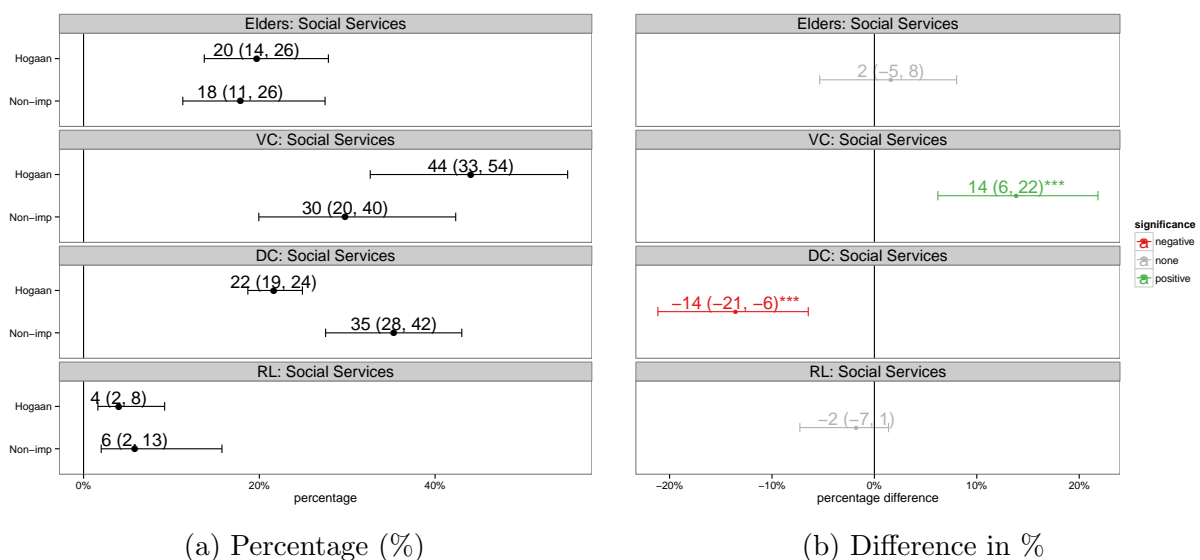 Elders: Social Services
Hogaan
20 (14, 26)
Non−imp
18 (11, 26)
VC: Social Services
Hogaan
44 (33, 54)
Non−imp
30 (20, 40)
DC: Social Services
Hogaan
22 (19, 24)
Non−imp
35 (28, 42)
RL: Social Services
Hogaan
4 (2, 8)
Non−imp
6 (2, 13)
0% 20% 40%
percentage
(a) Percentage (%)
Elders: Social Services
2 (−5, 8)
VC: Social Services
14 (6, 22)***
DC: Social Services
−14 (−21, −6)***
RL: Social Services
−2 (−7, 1)
−20% −10% 0% 10% 20%
percentage difference
significance
a negative
a none
a positive
(b) Difference in %